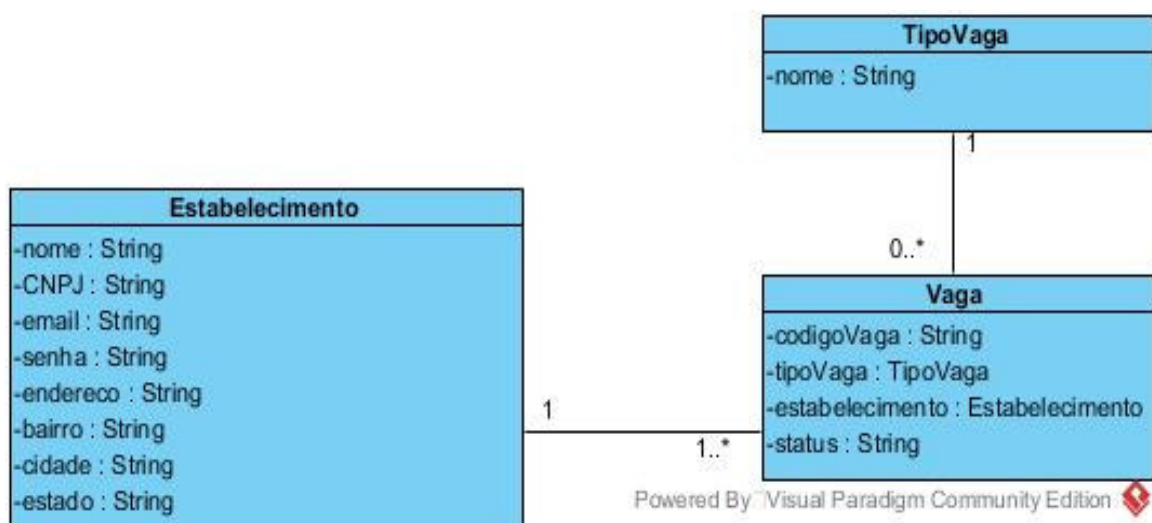 TipoVaga
-nome : String
1
0..*
Estabelecimento
-nome : String
-CNPJ : String
-email : String
-senha : String
-endereco : String
-bairro : String
-cidade : String
-estado : String
1
1..*
Vaga
-codigoVaga : String
-tipoVaga : TipoVaga
-estabelecimento : Estabelecimento
-status : String
Powered By Visual Paradigm Community Edition